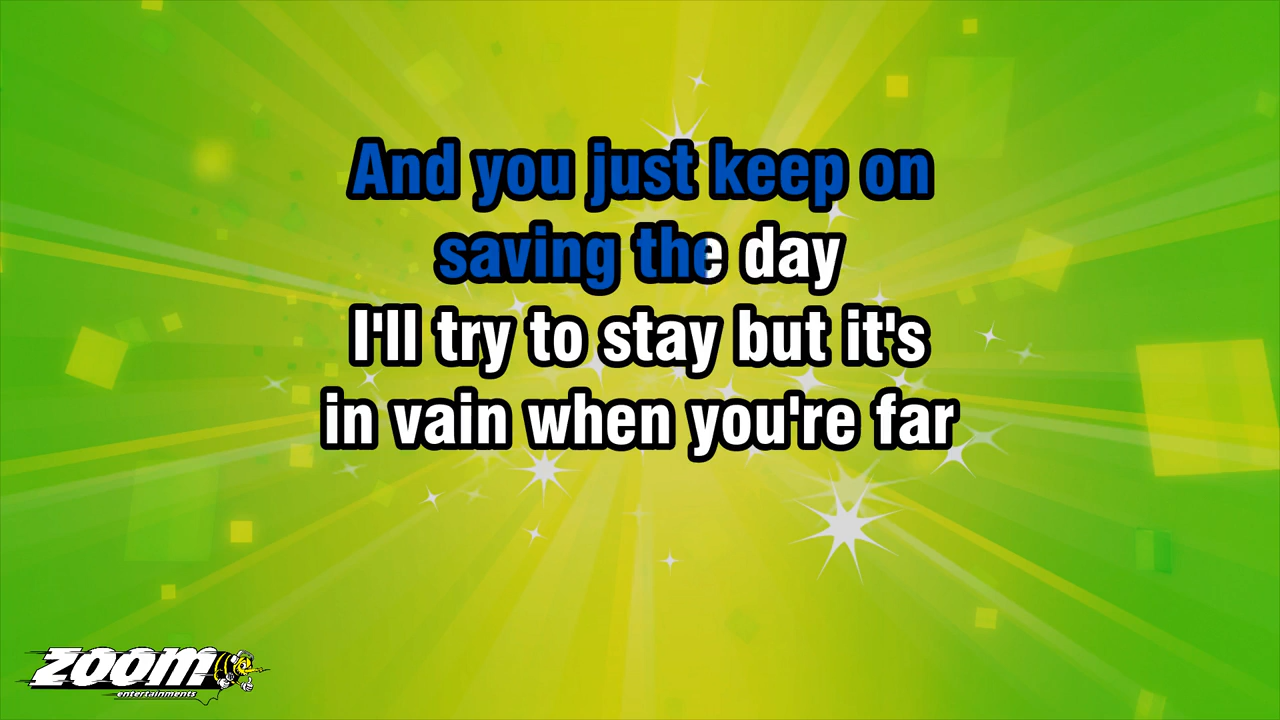 And you just keep on
saving the day
I'll try to stay but it's
in vain when you're far
ZOOM
entertainments